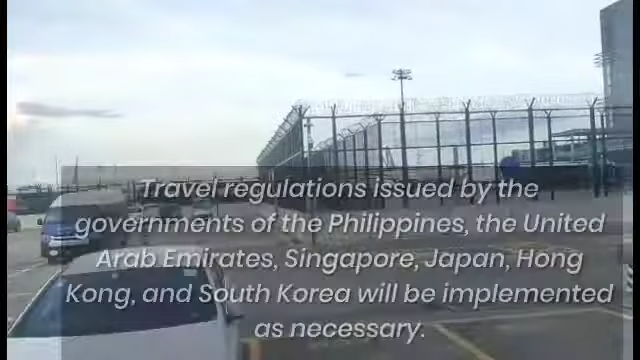 Travel regulations issued by the
governments of the Philippines, the United
Arab Emirates, Singapore, Japan, Hong
Kong, and South Korea will be implemented
as necessary.